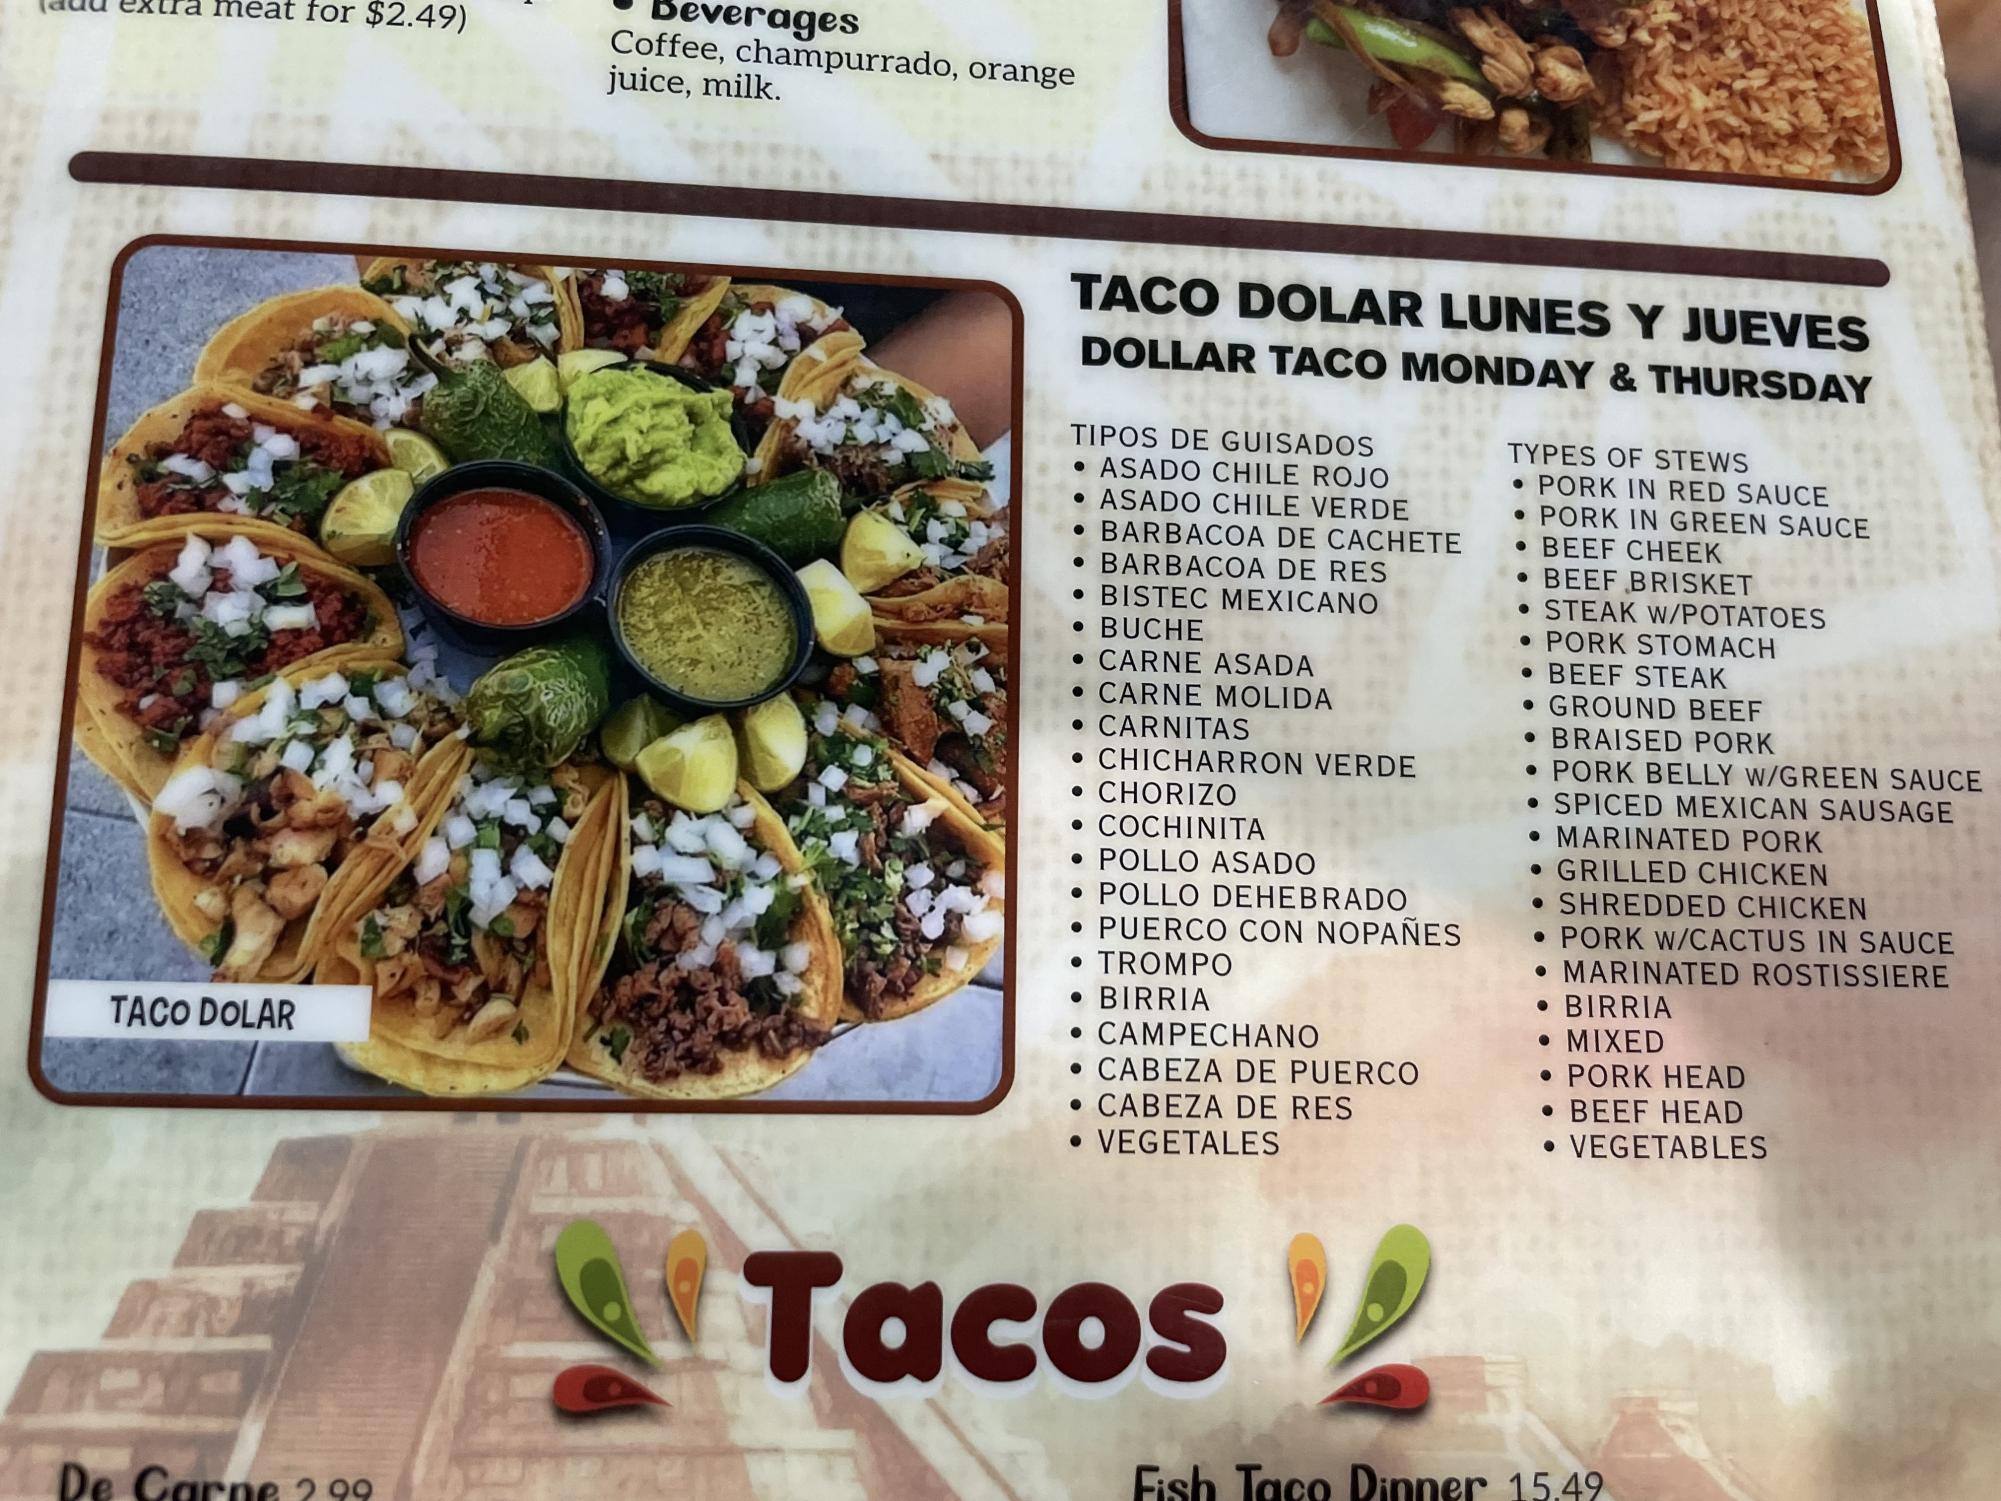 (add extra meat for $2.49)
• Beverages
Coffee, champurrado, orange
juice, milk.
TACO DOLAR LUNES Y JUEVES
DOLLAR TACO MONDAY & THURSDAY
TIPOS DE GUISADOS
• ASADO CHILE ROJO
• ASADO CHILE VERDE
• BARBACOA DE CACHETE
• BARBACOA DE RES
• BISTEC MEXICANO
• BUCHE
• CARNE ASADA
• CARNE MOLIDA
• CARNITAS
• CHICHARRON VERDE
• CHORIZO
• COCHINITA
• POLLO ASADO
• POLLO DEHEBRADO
• PUERCO CON NOPAÑES
• TROMPO
• BIRRIA
• CAMPECHANO
• CABEZA DE PUERCO
• CABEZA DE RES
• VEGETALES
TYPES OF STEWS
• PORK IN RED SAUCE
• PORK IN GREEN SAUCE
• BEEF CHEEK
• BEEF BRISKET
• STEAK W/POTATOES
• PORK STOMACH
• BEEF STEAK
• GROUND BEEF
• BRAISED PORK
• PORK BELLY W/GREEN SAUCE
• SPICED MEXICAN SAUSAGE
• MARINATED PORK
• GRILLED CHICKEN
• SHREDDED CHICKEN
• PORK W/CACTUS IN SAUCE
• MARINATED ROSTISSIERE
• BIRRIA
• MIXED
• PORK HEAD
• BEEF HEAD
• VEGETABLES
TACO DOLAR
Tacos
De Carne 2.99
Fish Taco Dinner 15.49